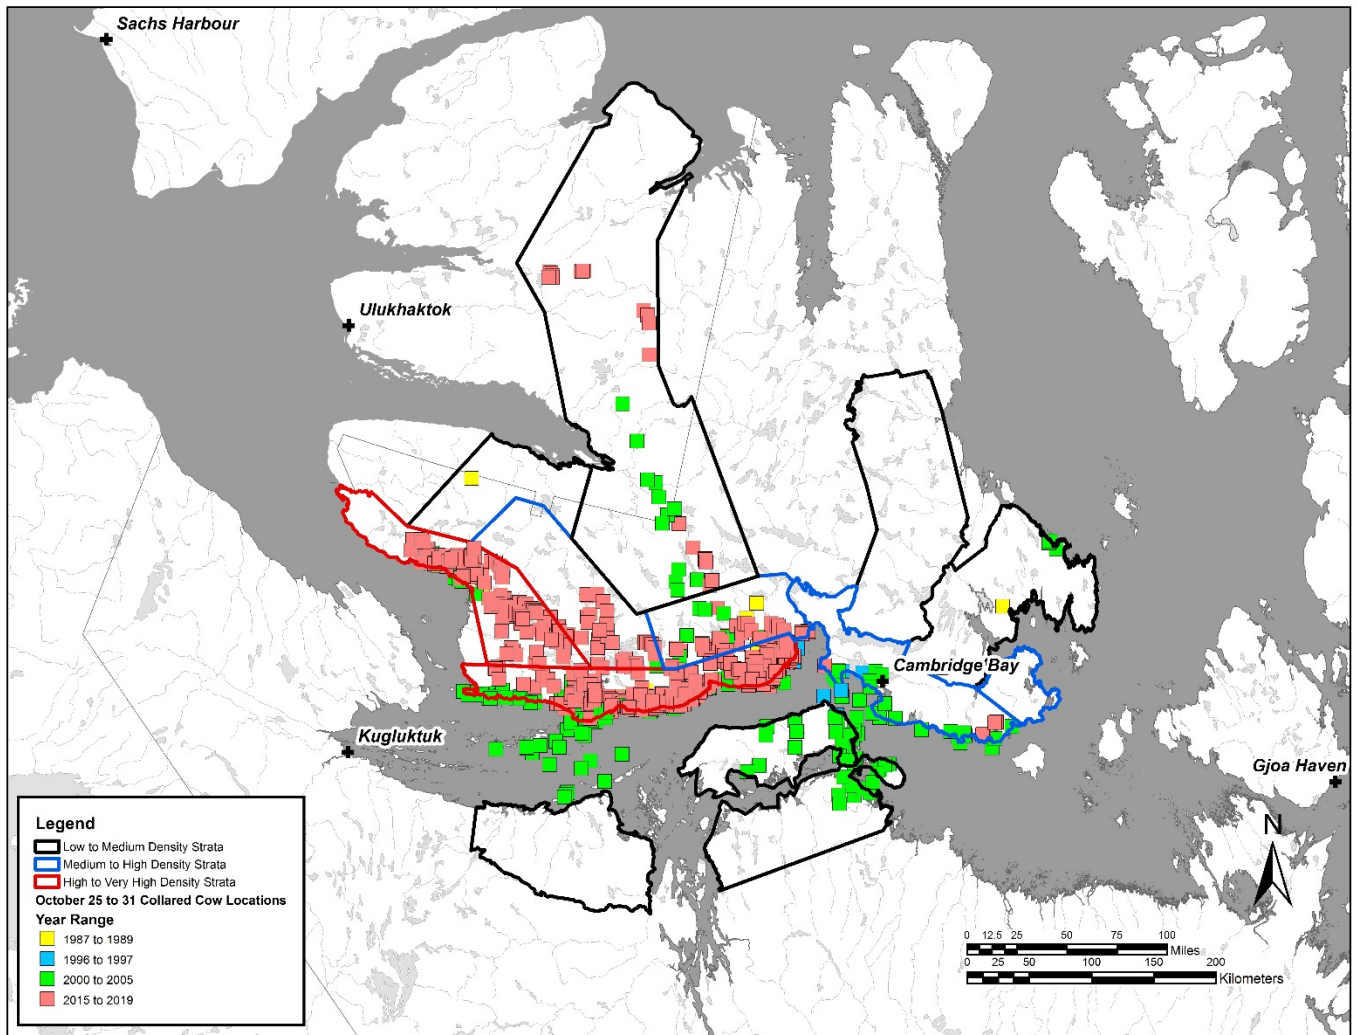 Sachs Harbour
Ulukhaktok
Cambridge Bay
Kugluktuk
Gjoa Haven
Legend
Low to Medium Density Strata
Medium to High Density Strata
High to Very High Density Strata
October 25 to 31 Collared Cow Locations
Year Range
1987 to 1989
1996 to 1997
2000 to 2005
2015 to 2019
N
0 12.5 25 50 75 100
Miles
0 25 50 100 150 200
Kilometers